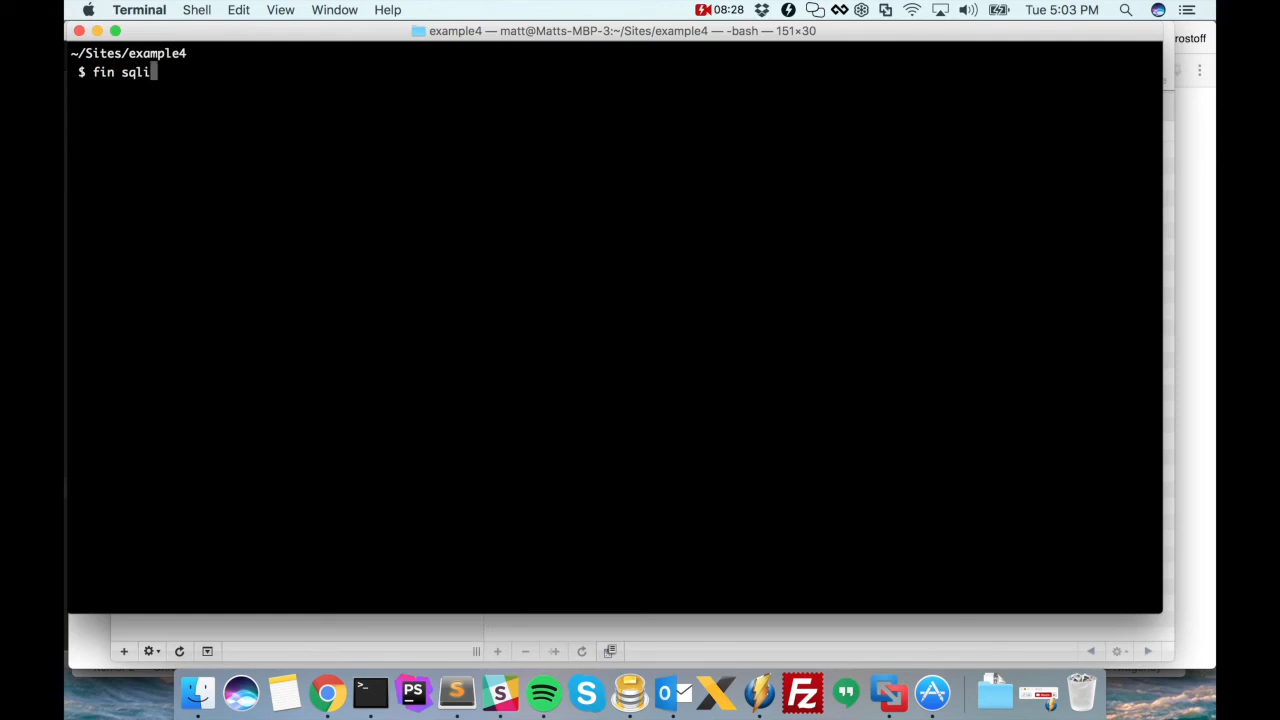 Terminal Shell Edit View Window Help 08:28 Tue 5:03 PM
example4 — matt@Matts-MBP-3:~/Sites/example4 — -bash — 151×30
rostoff
~/Sites/example4
$ fin sqli
PS
S